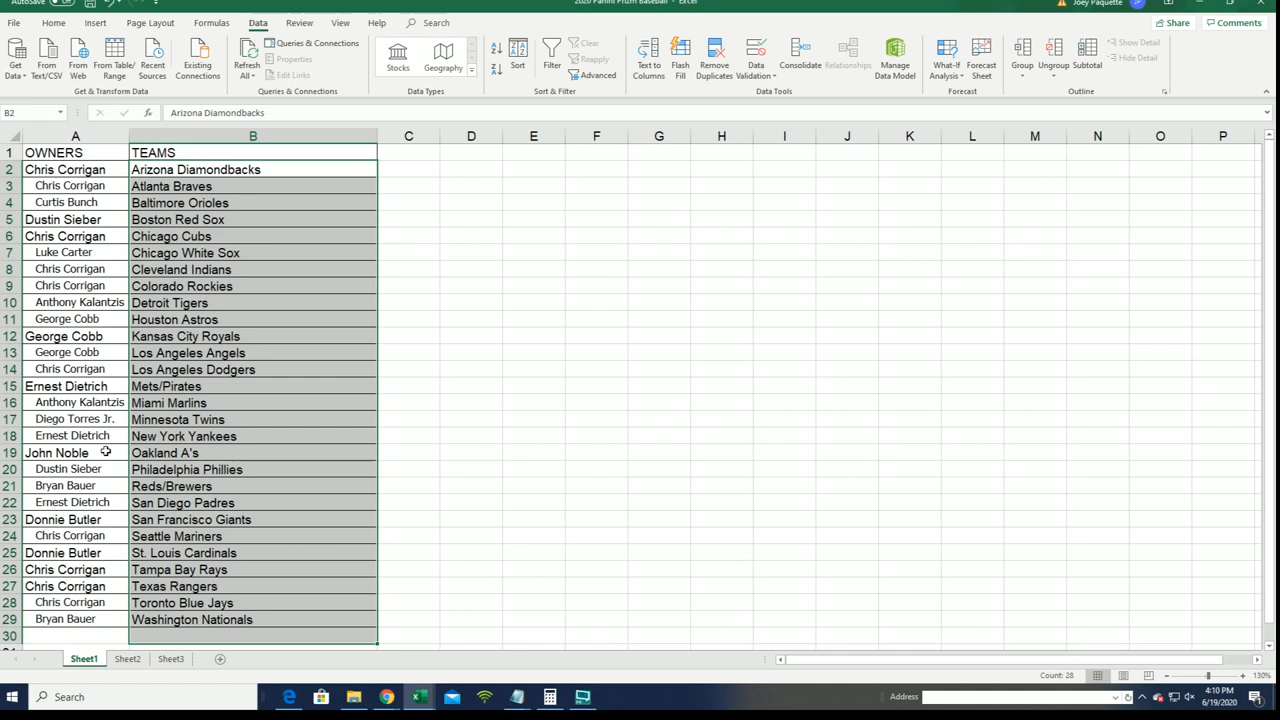 AutoSave
2020 Panini Prizm Baseball - Excel
Joey Paquette
JP
File Home Insert Page Layout Formulas Data Review View Help Search
Share Comments
Get Data
From Text/CSV
From Web
From Table/Range
Recent Sources
Existing Connections
Get & Transform Data
Refresh All
Queries & Connections
Properties
Edit Links
Queries & Connections
Stocks
Geography
Data Types
Sort
Filter
Clear
Reapply
Advanced
Sort & Filter
Text to Columns
Flash Fill
Remove Duplicates
Data Validation
Consolidate
Relationships
Manage Data Model
Data Tools
What-If Analysis
Forecast Sheet
Forecast
Group
Ungroup
Subtotal
Show Detail
Hide Detail
Outline
B2 fx Arizona Diamondbacks
A B C D E F G H I J K L M N O P
1 OWNERS TEAMS
2 Chris Corrigan Arizona Diamondbacks
3 Chris Corrigan Atlanta Braves
4 Curtis Bunch Baltimore Orioles
5 Dustin Sieber Boston Red Sox
6 Chris Corrigan Chicago Cubs
7 Luke Carter Chicago White Sox
8 Chris Corrigan Cleveland Indians
9 Chris Corrigan Colorado Rockies
10 Anthony Kalantzis Detroit Tigers
11 George Cobb Houston Astros
12 George Cobb Kansas City Royals
13 George Cobb Los Angeles Angels
14 Chris Corrigan Los Angeles Dodgers
15 Ernest Dietrich Mets/Pirates
16 Anthony Kalantzis Miami Marlins
17 Diego Torres Jr. Minnesota Twins
18 Ernest Dietrich New York Yankees
19 John Noble Oakland A's
20 Dustin Sieber Philadelphia Phillies
21 Bryan Bauer Reds/Brewers
22 Ernest Dietrich San Diego Padres
23 Donnie Butler San Francisco Giants
24 Chris Corrigan Seattle Mariners
25 Donnie Butler St. Louis Cardinals
26 Chris Corrigan Tampa Bay Rays
27 Chris Corrigan Texas Rangers
28 Chris Corrigan Toronto Blue Jays
29 Bryan Bauer Washington Nationals
30
Sheet1 Sheet2 Sheet3
Count: 28 130%
Search
Address
4:10 PM
6/19/2020